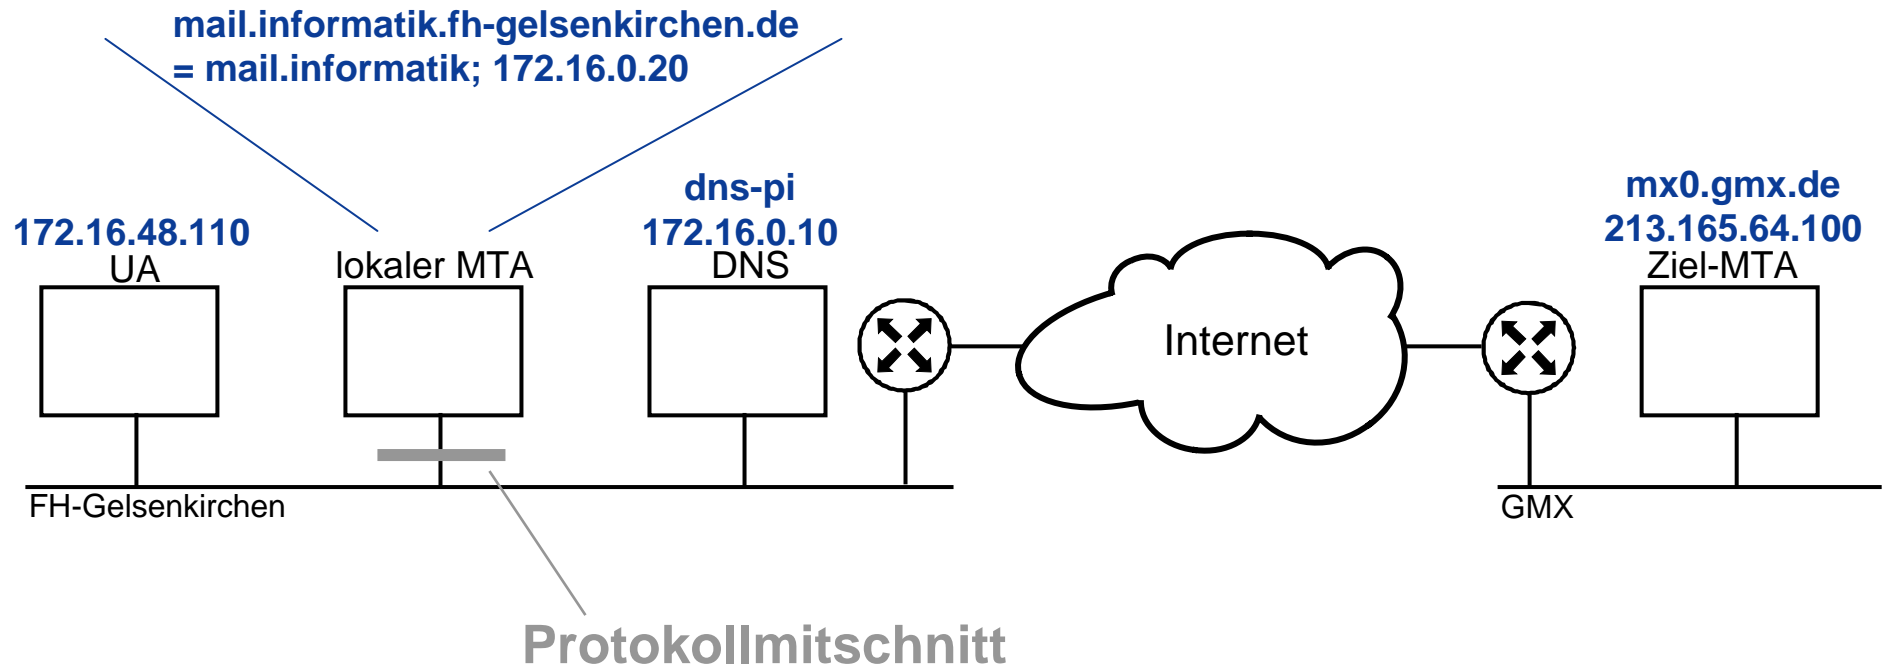 mail.informatik.fh-gelsenkirchen.de
= mail.informatik; 172.16.0.20
172.16.48.110
UA
lokaler MTA
dns-pi
172.16.0.10
DNS
Internet
mx0.gmx.de
213.165.64.100
Ziel-MTA
FH-Gelsenkirchen
GMX
Protokollmitschnitt